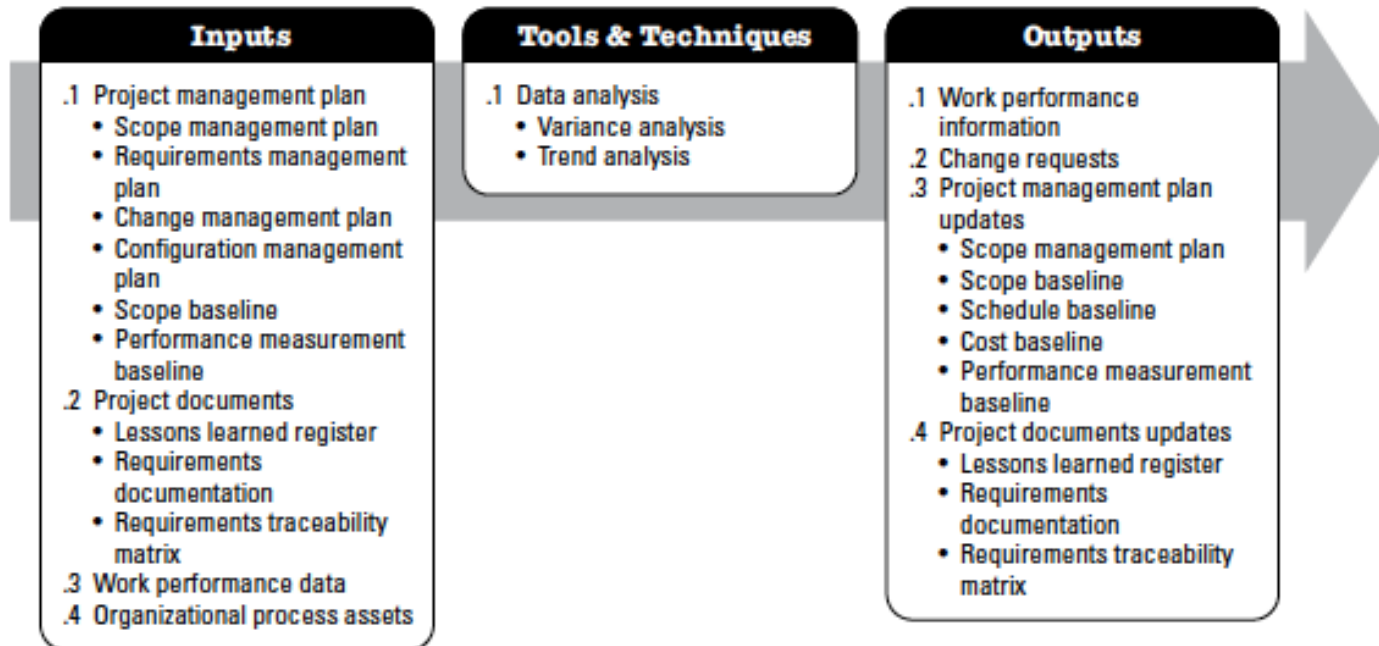 Inputs
.1 Project management plan
• Scope management plan
• Requirements management
plan
• Change management plan
• Configuration management
plan
• Scope baseline
• Performance measurement
baseline
.2 Project documents
• Lessons learned register
• Requirements
documentation
• Requirements traceability
matrix
.3 Work performance data
.4 Organizational process assets
Tools & Techniques
.1 Data analysis
• Variance analysis
• Trend analysis
Outputs
.1 Work performance
information
.2 Change requests
.3 Project management plan
updates
• Scope management plan
• Scope baseline
• Schedule baseline
• Cost baseline
• Performance measurement
baseline
.4 Project documents updates
• Lessons learned register
• Requirements
documentation
• Requirements traceability
matrix